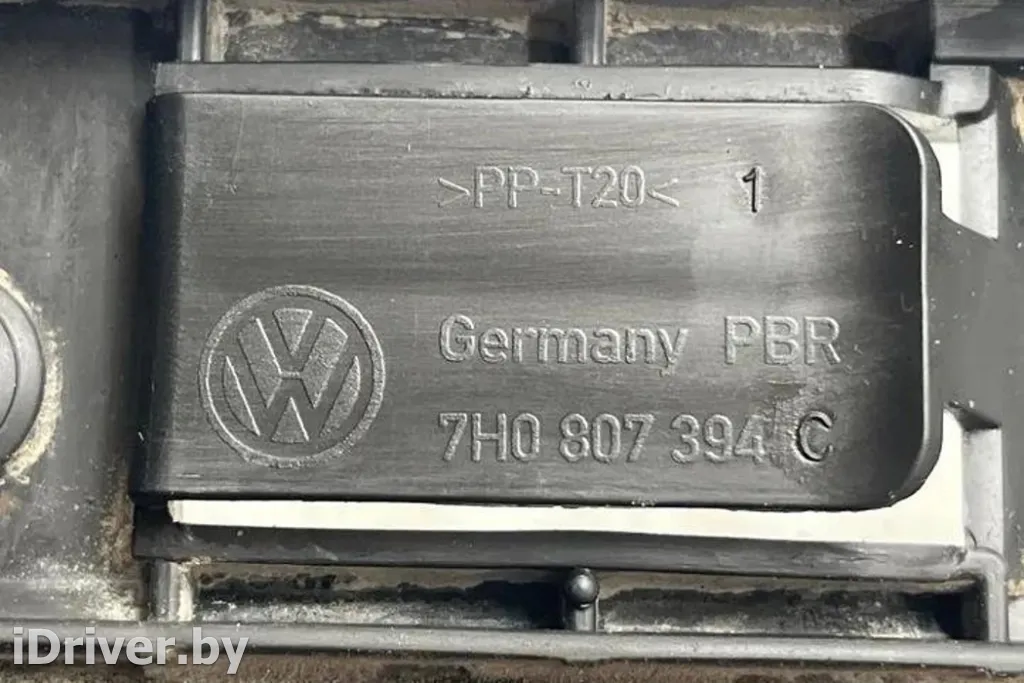 >PP-T20< 1
Germany PBR
7H0 807 394 C
iDriver.by